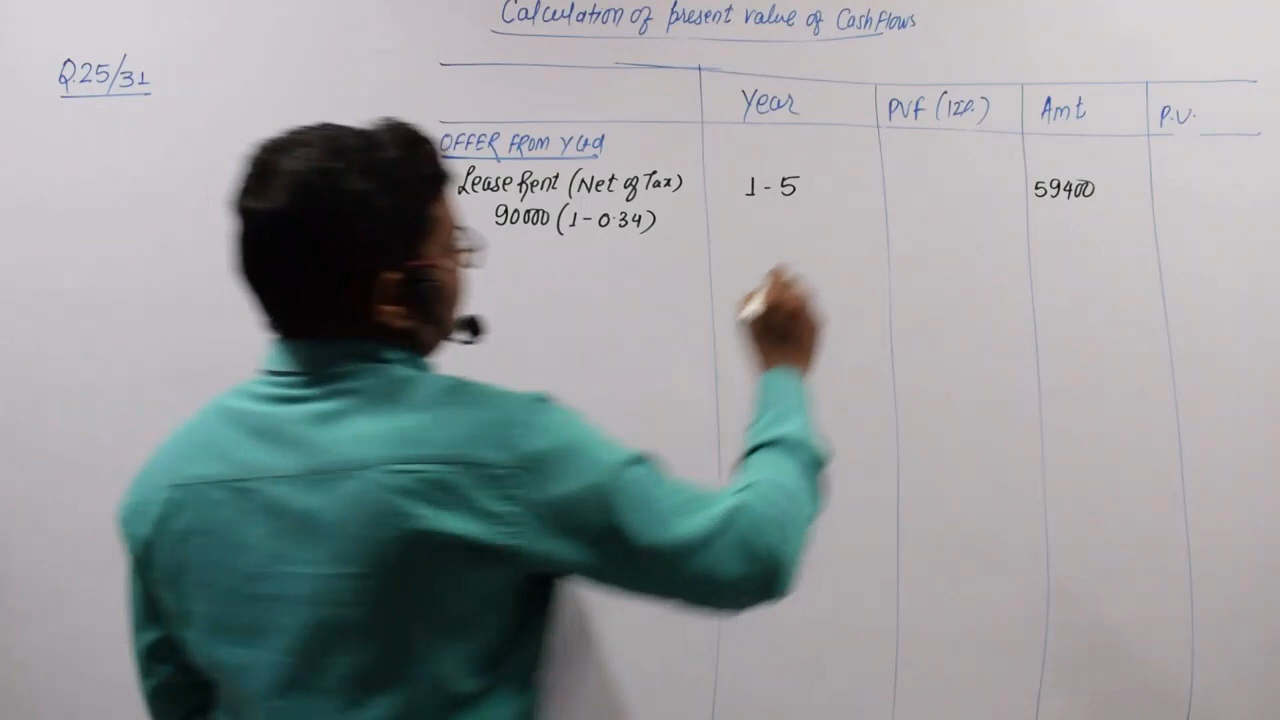 Calculation of present value of Cash Flows
Q.25/31
Year PVF (12%) Amt P.V.
OFFER FROM Y Ltd
Lease Rent (Net of Tax) 1-5 59400
90000 (1-0.34)